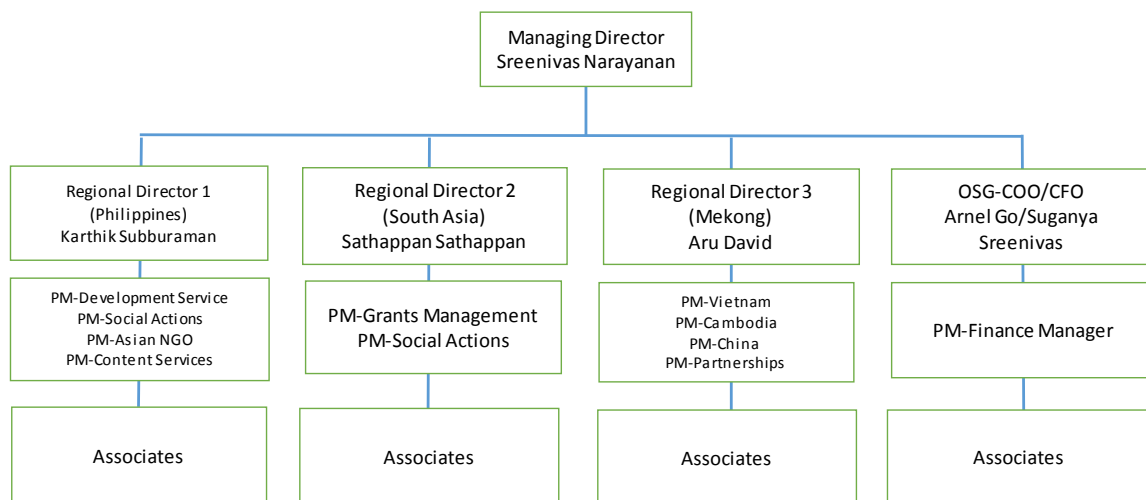 Managing Director
Sreenivas Narayanan
Regional Director 1
(Philippines)
Karthik Subburaman
Regional Director 2
(South Asia)
Sathappan Sathappan
Regional Director 3
(Mekong)
Aru David
OSG-COO/CFO
Arnel Go/Suganya
Sreenivas
PM-Development Service
PM-Social Actions
PM-Asian NGO
PM-Content Services
PM-Grants Management
PM-Social Actions
PM-Vietnam
PM-Cambodia
PM-China
PM-Partnerships
PM-Finance Manager
Associates
Associates
Associates
Associates